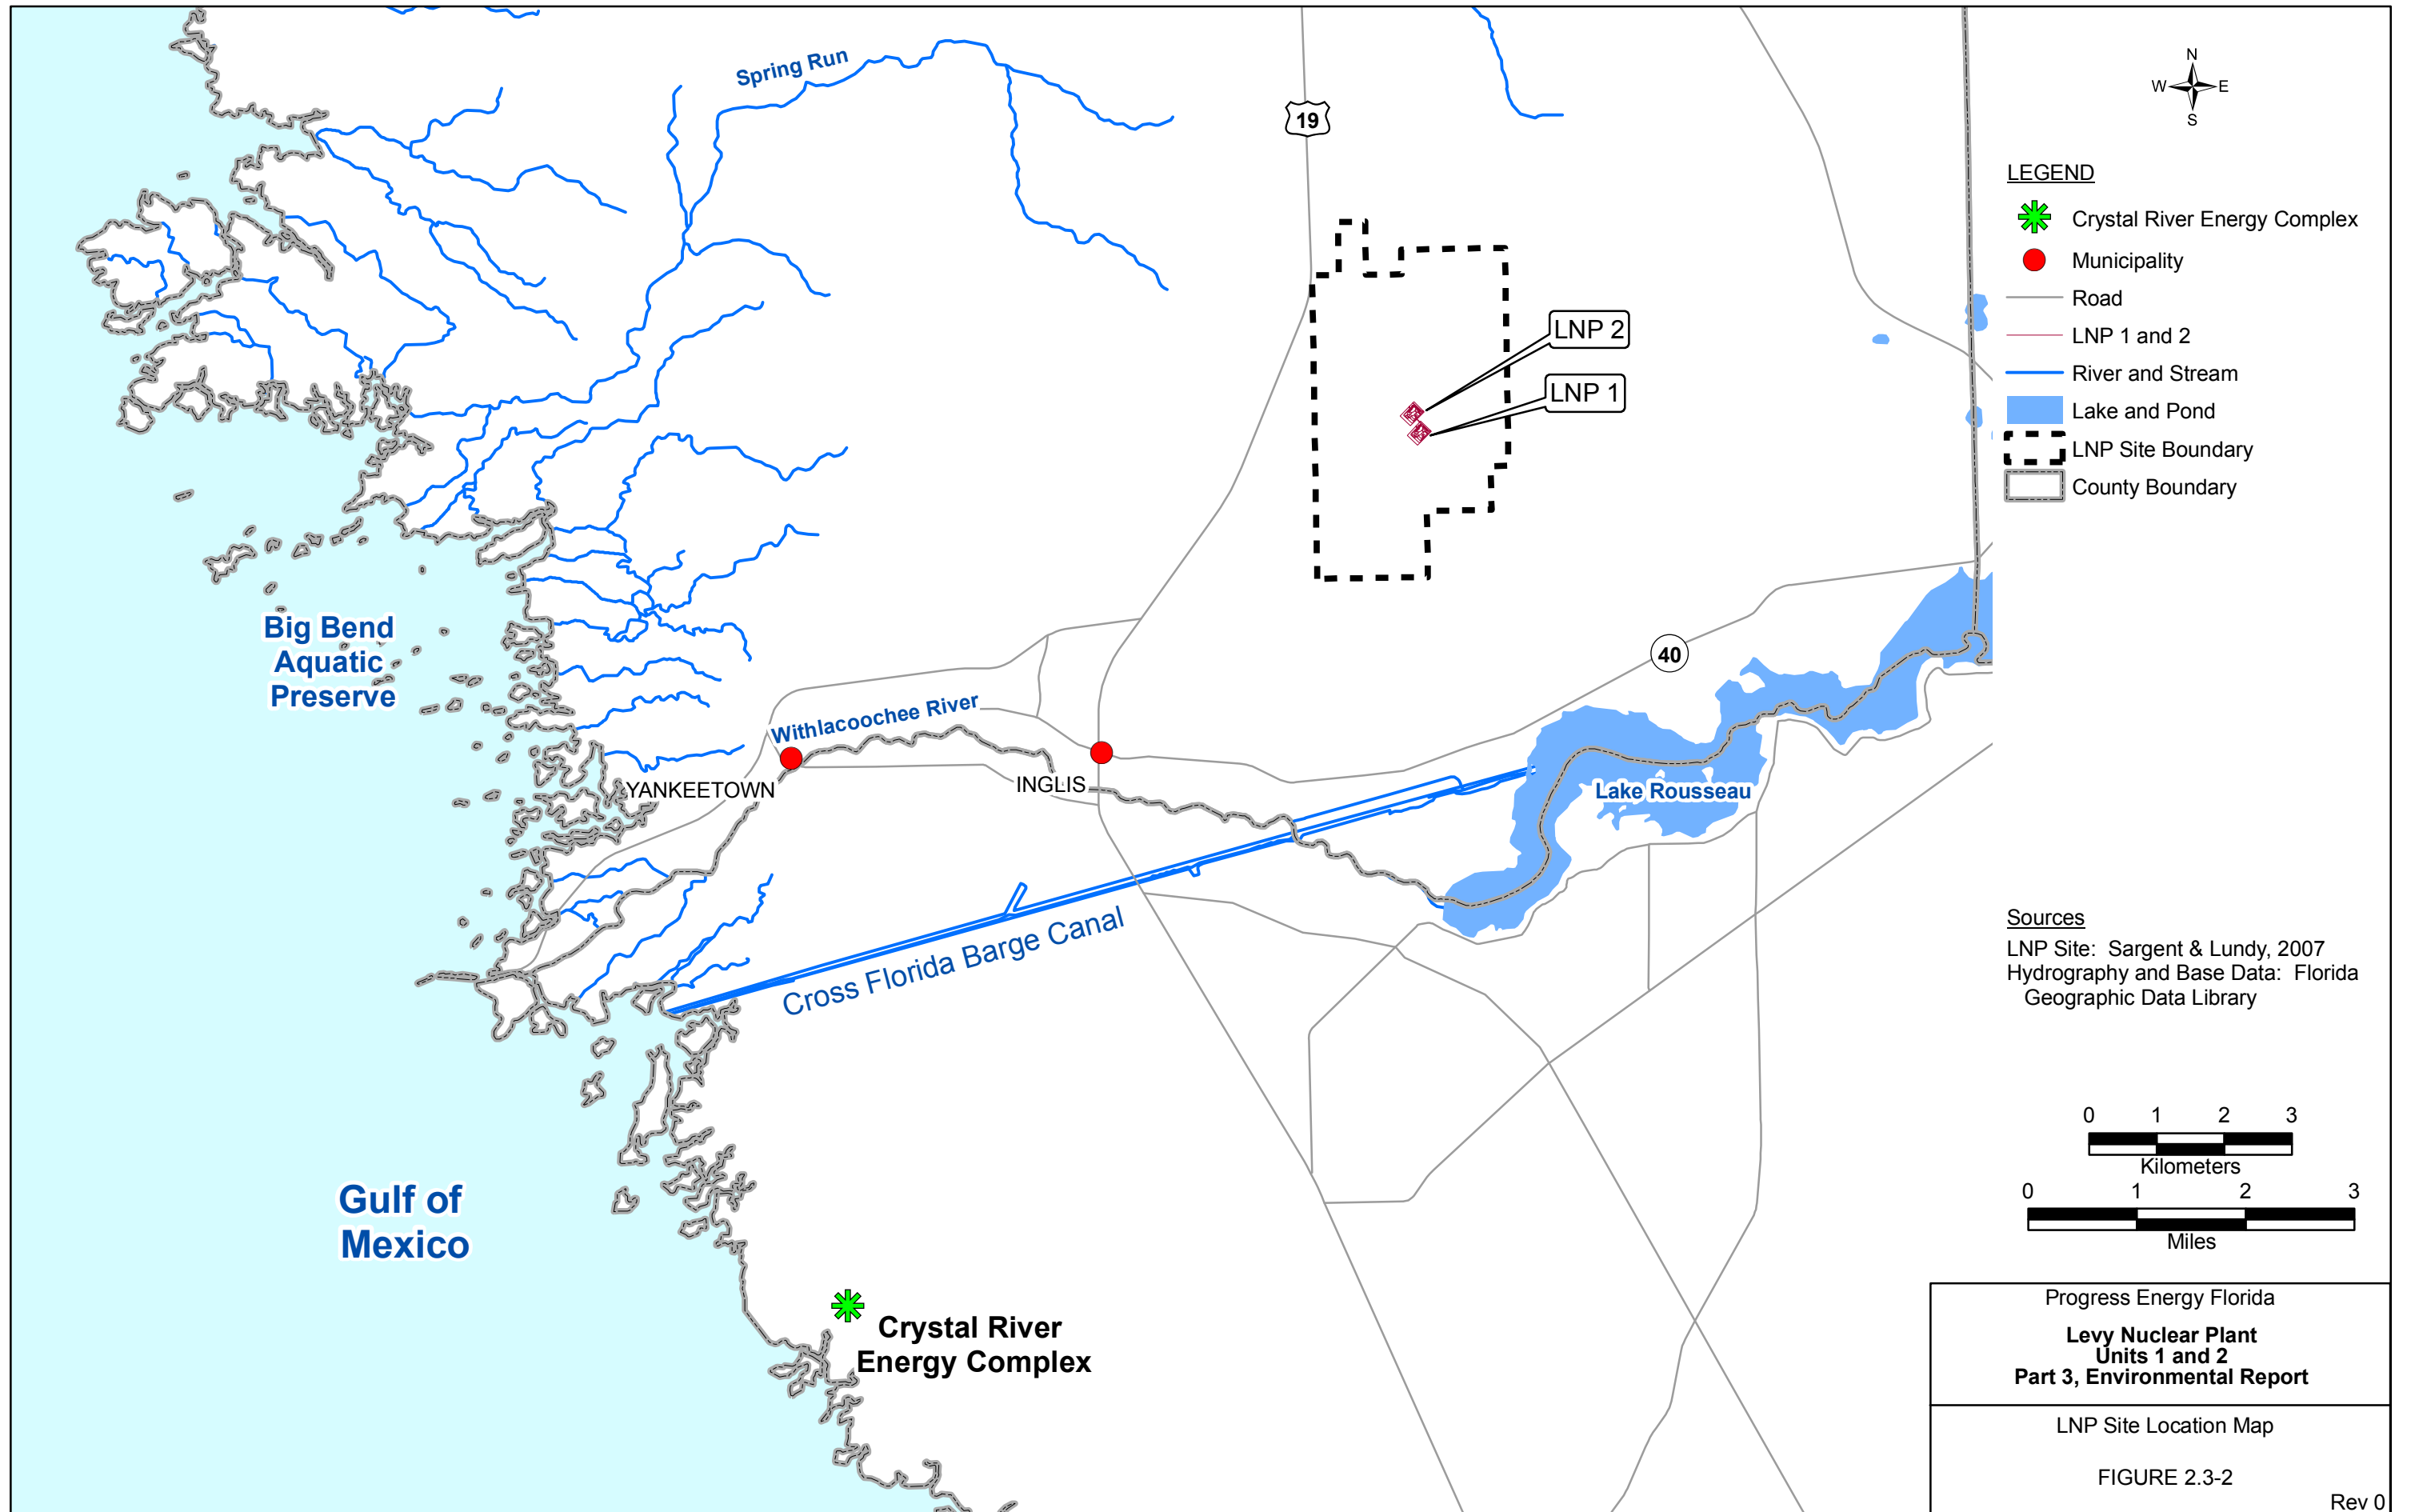 Spring Run
19
N
W E
S
LEGEND
Crystal River Energy Complex
Municipality
Road
LNP 1 and 2
River and Stream
Lake and Pond
LNP Site Boundary
County Boundary
LNP 2
LNP 1
Big Bend
Aquatic
Preserve
40
Withlacoochee River
YANKEETOWN
INGLIS
Lake Rousseau
Cross Florida Barge Canal
Sources
LNP Site: Sargent & Lundy, 2007
Hydrography and Base Data: Florida
Geographic Data Library
Gulf of
Mexico
Crystal River
Energy Complex
0 1 2 3
Kilometers
0 1 2 3
Miles
Progress Energy Florida
Levy Nuclear Plant
Units 1 and 2
Part 3, Environmental Report
LNP Site Location Map
FIGURE 2.3-2
Rev 0